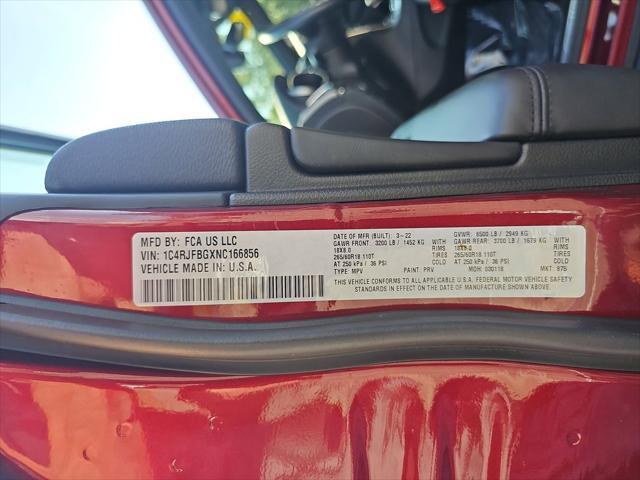 MFD BY: FCA US LLC
VIN: 1C4RJFBGXNC166856
VEHICLE MADE IN U.S.A.
DATE OF MFR (BUILT): 3-22 GVWR: 6500 LB / 2949 KG
GAWR FRONT: 3200 LB / 1452 KG WITH GAWR REAR: 3700 LB / 1679 KG WITH
18X8.0 RIMS 18X8.0 RIMS
265/60R18 110T TIRES 265/60R18 110T TIRES
AT 250 kPa / 36 PSI COLD AT 250 kPa / 36 PSI COLD
TYPE: MPV PAINT: PRV MDH: 030118 MKT: 87B
THIS VEHICLE CONFORMS TO ALL APPLICABLE U.S.A. FEDERAL MOTOR VEHICLE SAFETY
STANDARDS IN EFFECT ON THE DATE OF MANUFACTURE SHOWN ABOVE.